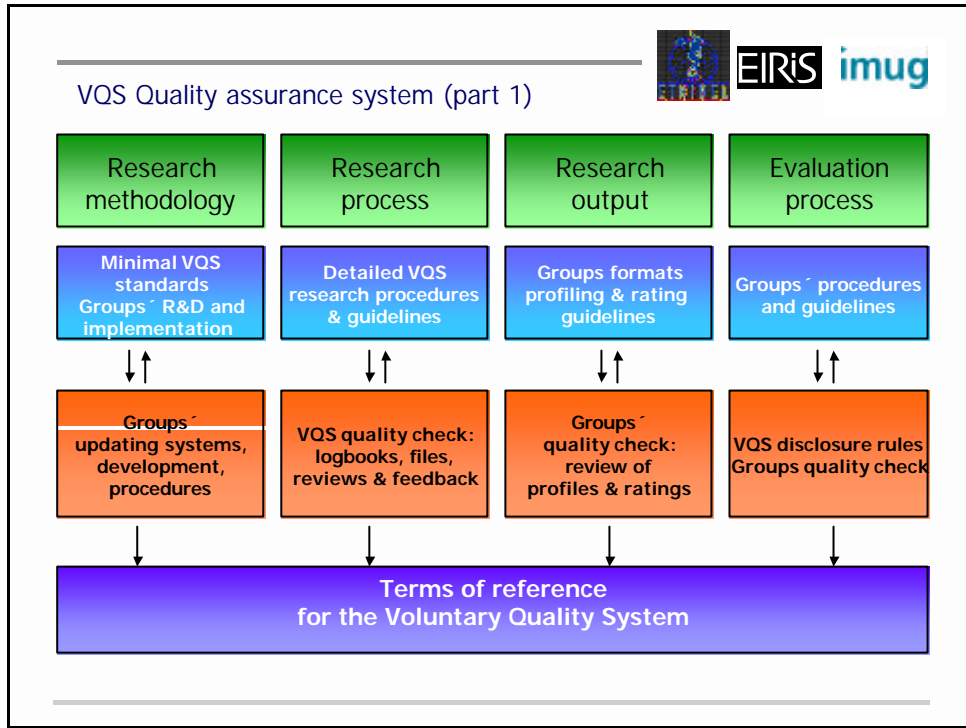 ETHIBEL
EIRiS
imug
VQS Quality assurance system (part 1)
Research
methodology
Research
process
Research
output
Evaluation
process
Minimal VQS
standards
Groups´ R&D and
implementation
Detailed VQS
research procedures
& guidelines
Groups formats
profiling & rating
guidelines
Groups´ procedures
and guidelines
Groups´
updating systems,
development,
procedures
VQS quality check:
logbooks, files,
reviews & feedback
Groups´
quality check:
review of
profiles & ratings
VQS disclosure rules
Groups quality check
Terms of reference
for the Voluntary Quality System